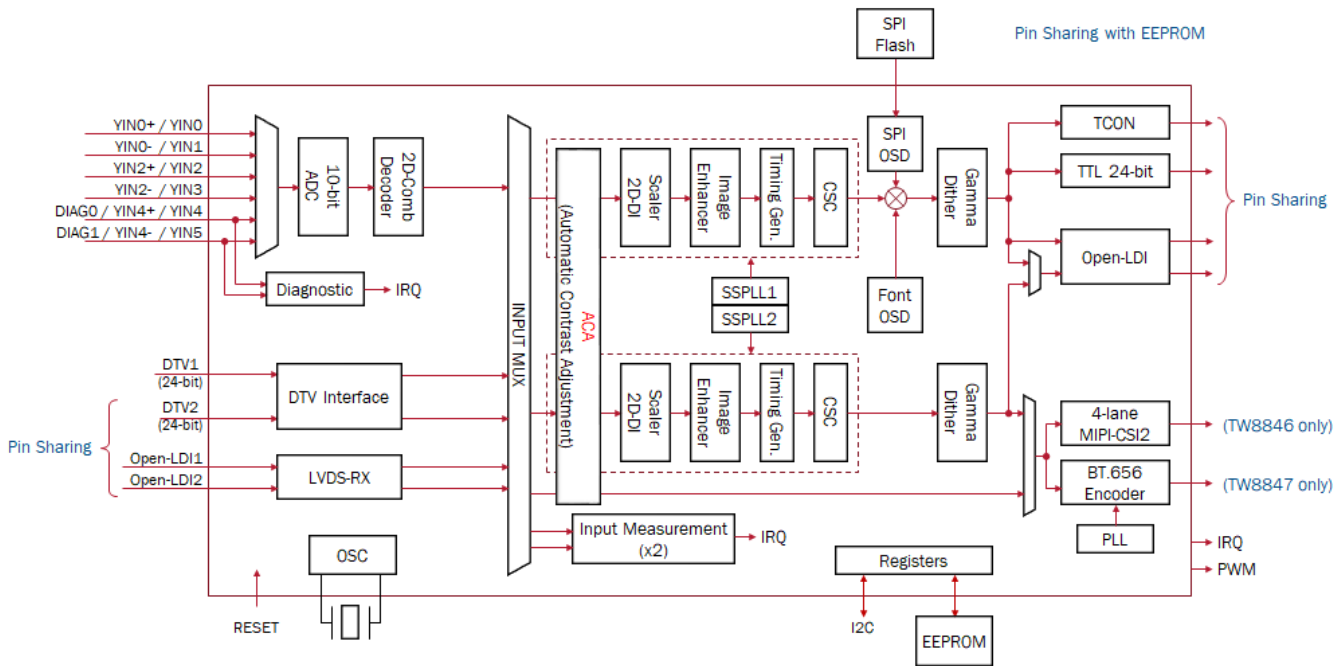 SPI
Flash
Pin Sharing with EEPROM
YIN0+ / YIN0
YIN0- / YIN1
YIN2+ / YIN2
YIN2- / YIN3
DIAG0 / YIN4+ / YIN4
DIAG1 / YIN4- / YIN5
10-bit
ADC
2D-Comb
Decoder
Diagnostic
IRQ
INPUT MUX
ACA
(Automatic Contrast Adjustment)
Scaler
2D-DI
Image
Enhancer
Timing Gen.
CSC
SPI
OSD
Gamma
Dither
TCON
TTL 24-bit
Open-LDI
Pin Sharing
SSPLL1
SSPLL2
Font
OSD
DTV1
(24-bit)
DTV2
(24-bit)
DTV Interface
Pin Sharing
Open-LDI1
Open-LDI2
LVDS-RX
Scaler
2D-DI
Image
Enhancer
Timing Gen.
CSC
Gamma
Dither
4-lane
MIPI-CSI2
(TW8846 only)
BT.656
Encoder
(TW8847 only)
PLL
Input Measurement
(x2)
IRQ
OSC
Registers
IRQ
PWM
RESET
I2C
EEPROM